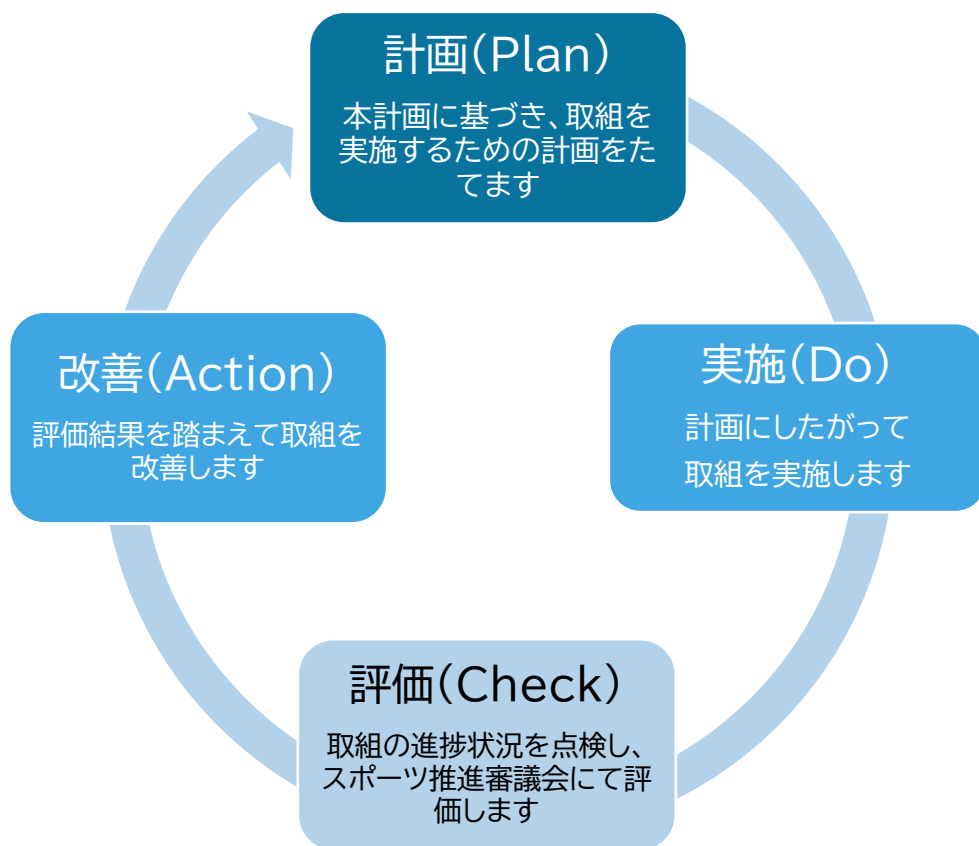 計画(Plan)
本計画に基づき、取組を
実施するための計画をた
てます
実施(Do)
計画にしたがって
取組を実施します
評価(Check)
取組の進捗状況を点検し、
スポーツ推進審議会にて評
価します
改善(Action)
評価結果を踏まえて取組を
改善します